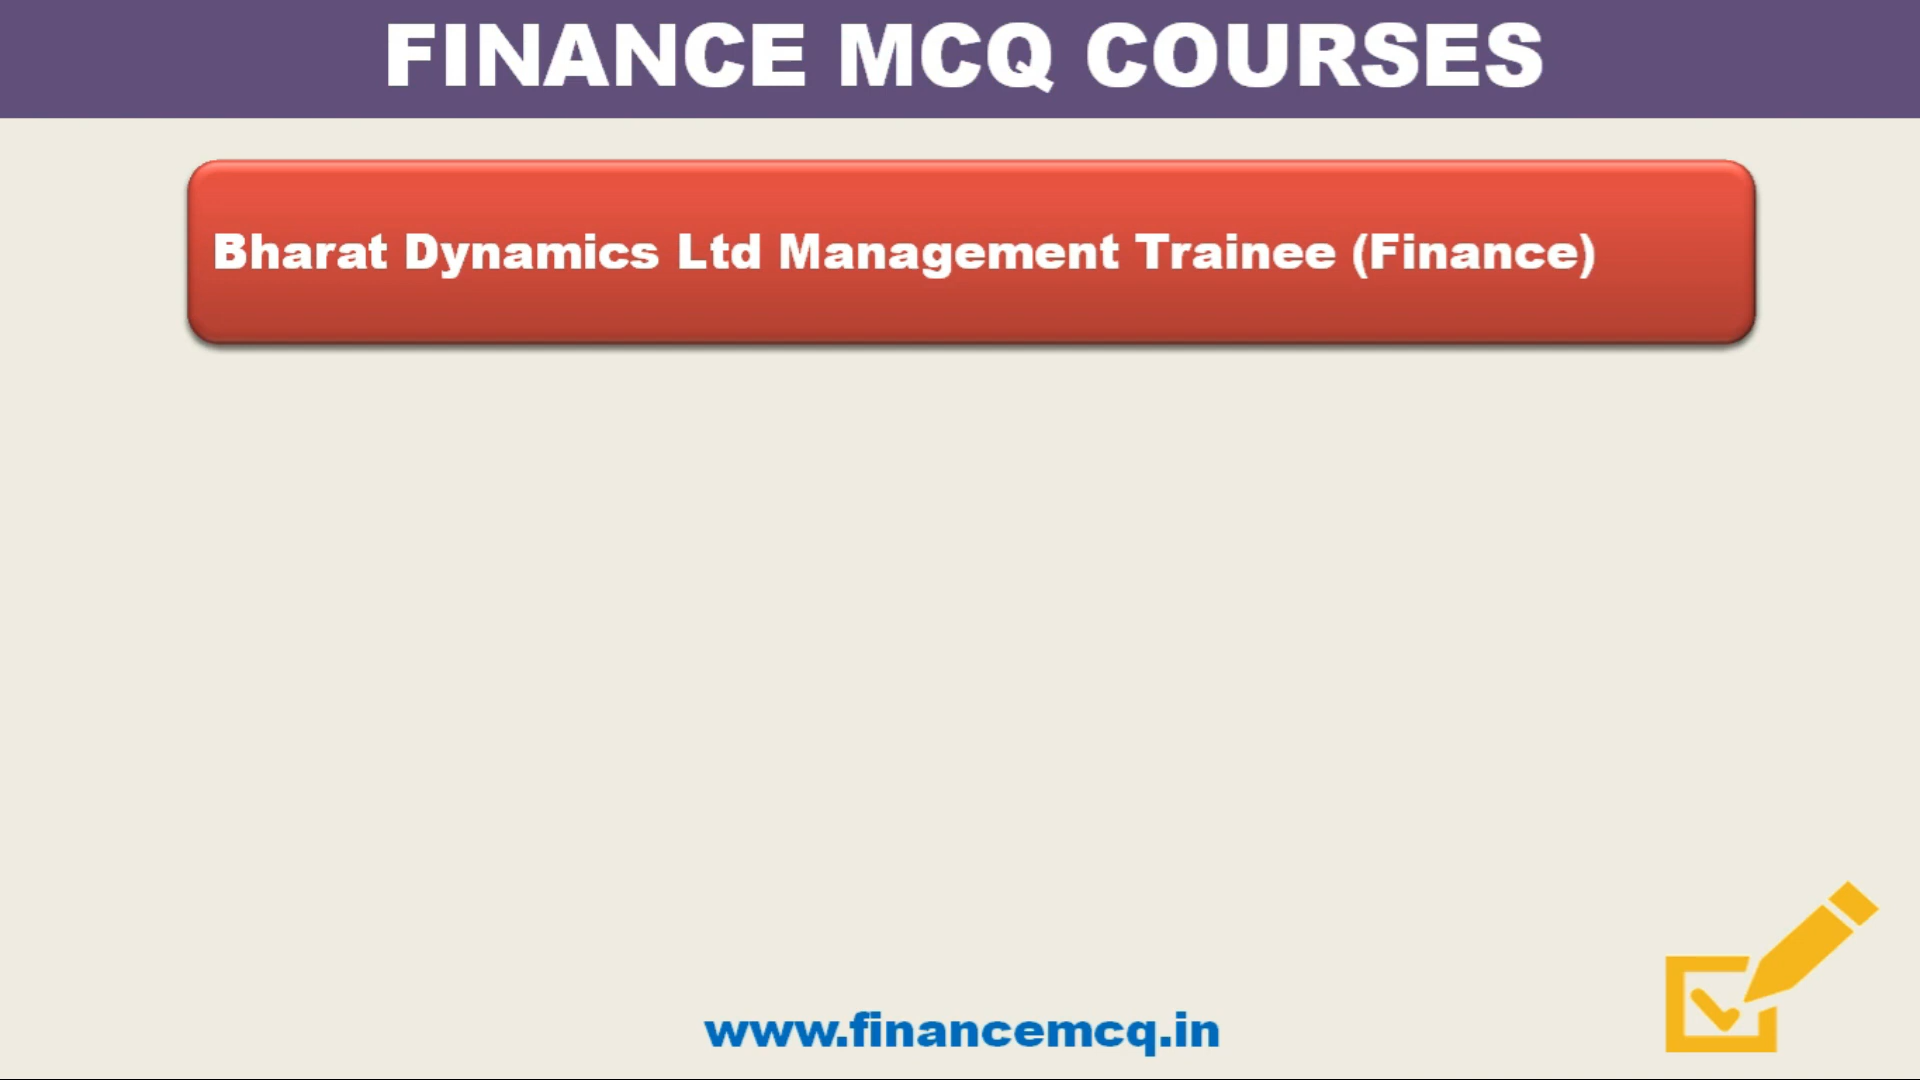 FINANCE MCQ COURSES
Bharat Dynamics Ltd Management Trainee (Finance)
www.financemcq.in